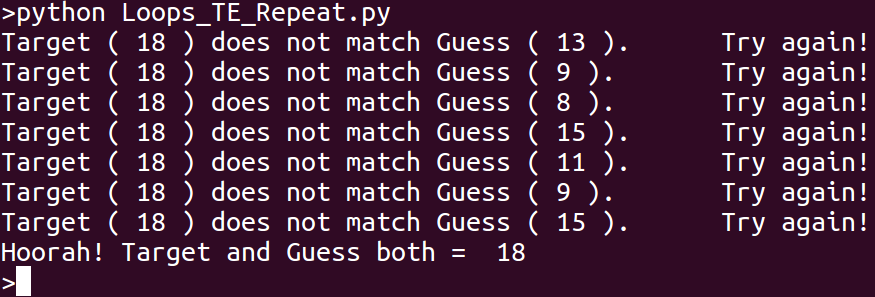 >python Loops_TE_Repeat.py
Target ( 18 ) does not match Guess ( 13 ).      Try again!
Target ( 18 ) does not match Guess ( 9 ).       Try again!
Target ( 18 ) does not match Guess ( 8 ).       Try again!
Target ( 18 ) does not match Guess ( 15 ).      Try again!
Target ( 18 ) does not match Guess ( 11 ).      Try again!
Target ( 18 ) does not match Guess ( 9 ).       Try again!
Target ( 18 ) does not match Guess ( 15 ).      Try again!
Hoorah! Target and Guess both =  18
>